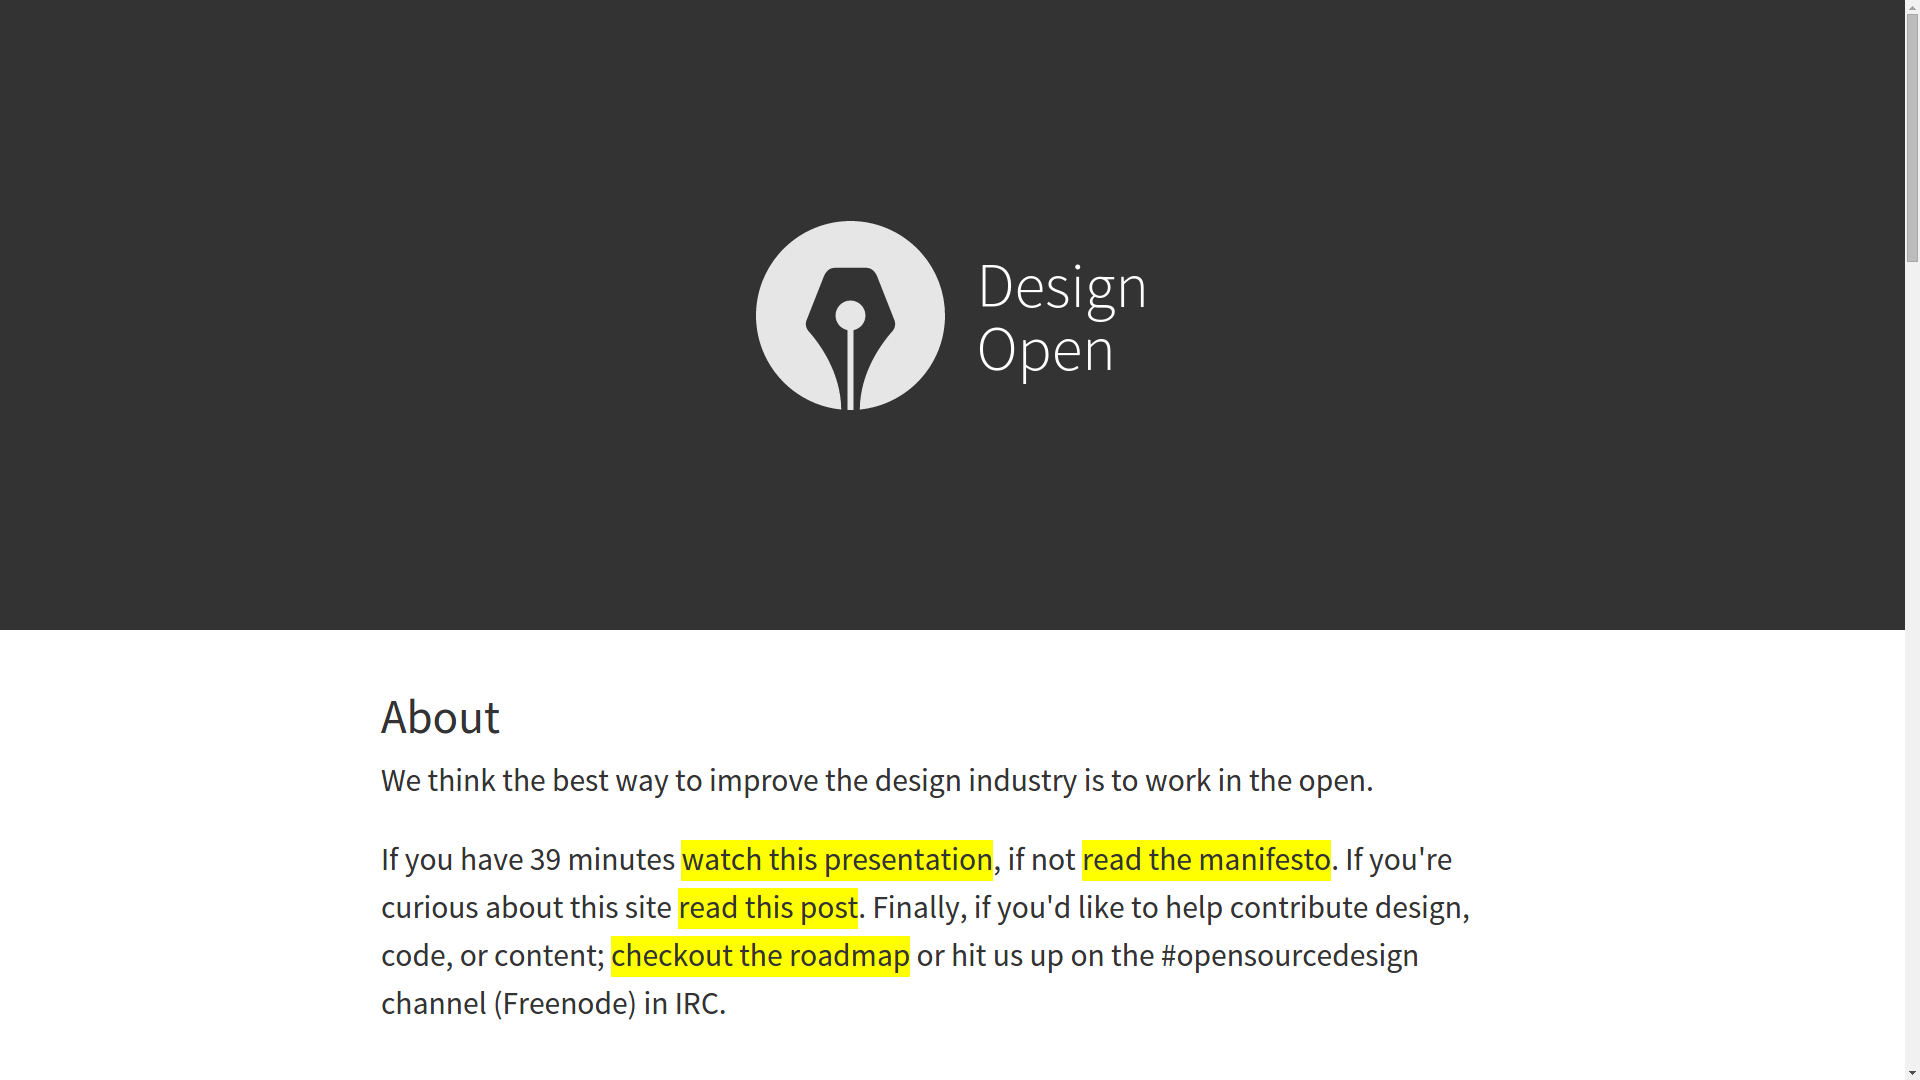 Design
Open
About
We think the best way to improve the design industry is to work in the open.
If you have 39 minutes watch this presentation, if not read the manifesto. If you're
curious about this site read this post. Finally, if you'd like to help contribute design,
code, or content; checkout the roadmap or hit us up on the #opensourcedesign
channel (Freenode) in IRC.